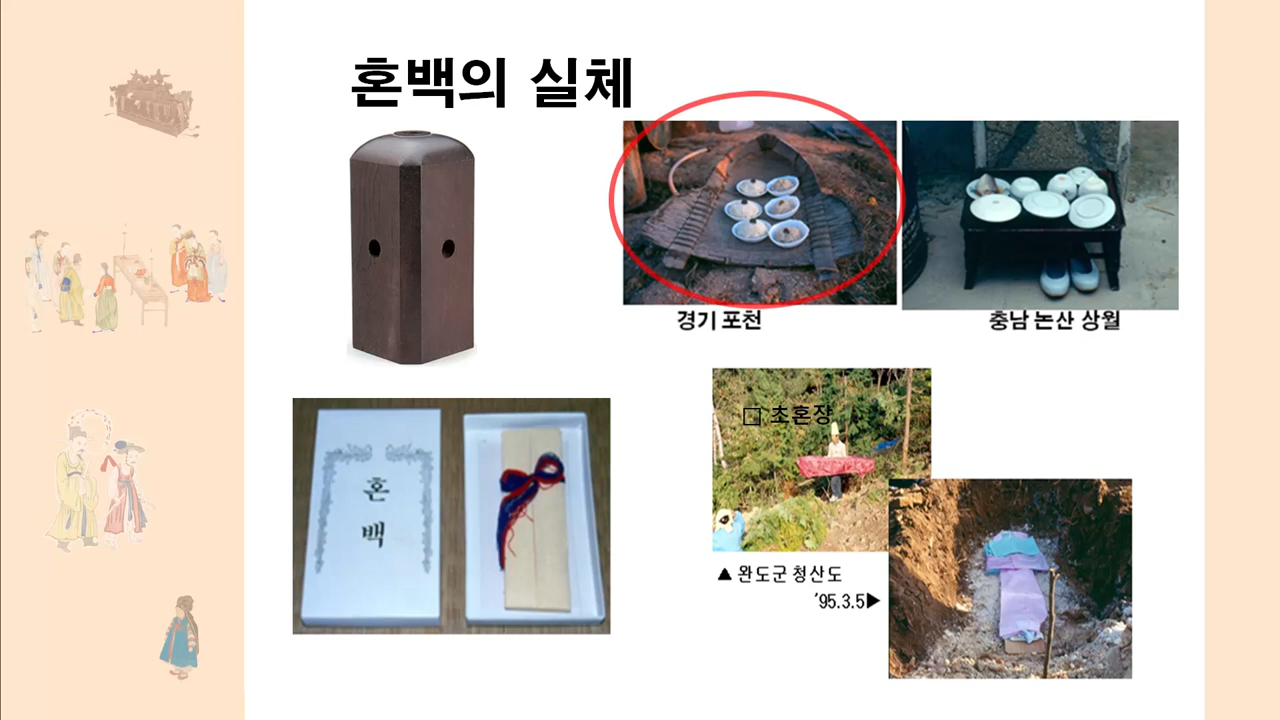 혼백의 실체
경기 포천
충남 논산 상월
혼
백
□ 초혼장
▲ 완도군 청산도
'95.3.5▶